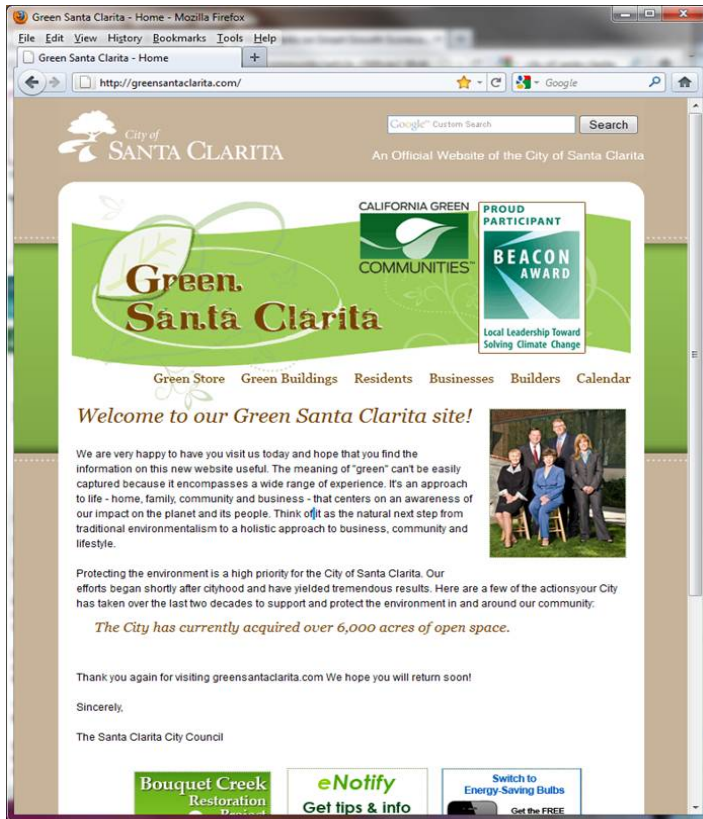 Green Santa Clarita - Home - Mozilla Firefox
File Edit View History Bookmarks Tools Help
Green Santa Clarita - Home
http://greensantaclarita.com/
Google
City of
SANTA CLARITA
Google™ Custom Search
Search
An Official Website of the City of Santa Clarita
CALIFORNIA GREEN
COMMUNITIES™
PROUD
PARTICIPANT
BEACON
AWARD
Local Leadership Toward
Solving Climate Change
Green
Santa Clarita
Green Store Green Buildings Residents Businesses Builders Calendar
Welcome to our Green Santa Clarita site!
We are very happy to have you visit us today and hope that you find the
information on this new website useful. The meaning of "green" can't be easily
captured because it encompasses a wide range of experience. It's an approach
to life - home, family, community and business - that centers on an awareness of
our impact on the planet and its people. Think of it as the natural next step from
traditional environmentalism to a holistic approach to business, community and
lifestyle.
Protecting the environment is a high priority for the City of Santa Clarita. Our
efforts began shortly after cityhood and have yielded tremendous results. Here are a few of the actionsyour City
has taken over the last two decades to support and protect the environment in and around our community:
The City has currently acquired over 6,000 acres of open space.
Thank you again for visiting greensantaclarita.com We hope you will return soon!
Sincerely,
The Santa Clarita City Council
Bouquet Creek
Restoration
Project
eNotify
Get tips & info
Switch to
Energy-Saving Bulbs
Get the FREE